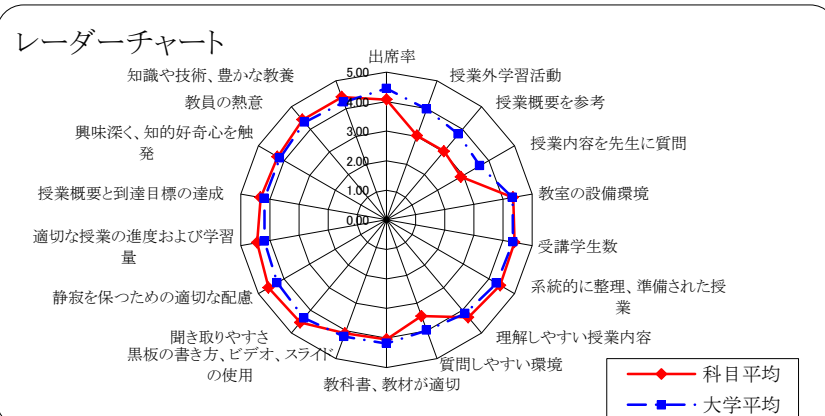 レーダーチャート
出席率
授業外学習活動
授業概要を参考
授業内容を先生に質問
教室の設備環境
受講学生数
系統的に整理、準備された授
業
理解しやすい授業内容
質問しやすい環境
教科書、教材が適切
黒板の書き方、ビデオ、スライド
の使用
聞き取りやすさ
静寂を保つための適切な配慮
適切な授業の進度および学習
量
授業概要と到達目標の達成
興味深く、知的好奇心を触
発
教員の熱意
知識や技術、豊かな教養
5.00
4.00
3.00
2.00
1.00
0.00
科目平均
大学平均